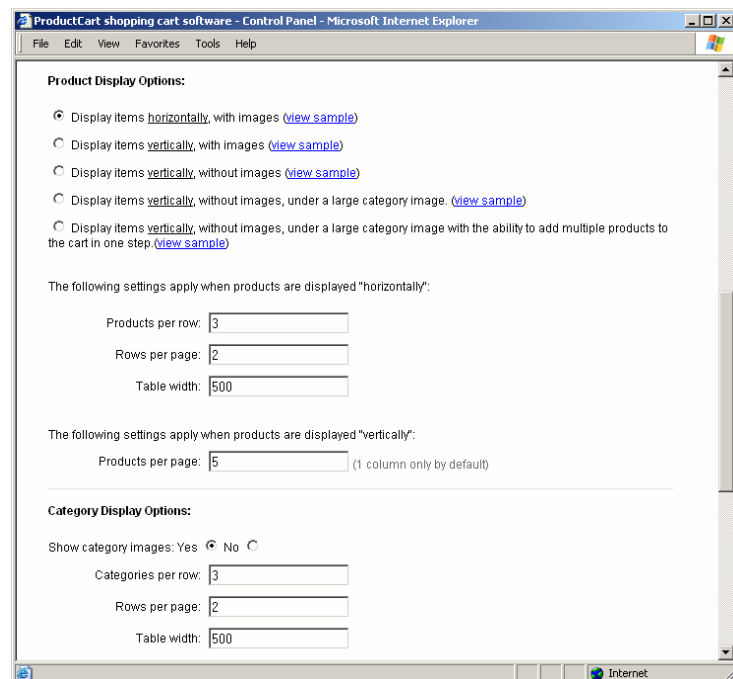 ProductCart shopping cart software - Control Panel - Microsoft Internet Explorer
File Edit View Favorites Tools Help
Product Display Options:
Display items horizontally, with images (view sample)
Display items vertically, with images (view sample)
Display items vertically, without images (view sample)
Display items vertically, without images, under a large category image. (view sample)
Display items vertically, without images, under a large category image with the ability to add multiple products to
the cart in one step.(view sample)
The following settings apply when products are displayed "horizontally":
Products per row: 3
Rows per page: 2
Table width: 500
The following settings apply when products are displayed "vertically":
Products per page: 5 (1 column only by default)
Category Display Options:
Show category images: Yes No
Categories per row: 3
Rows per page: 2
Table width: 500
Internet